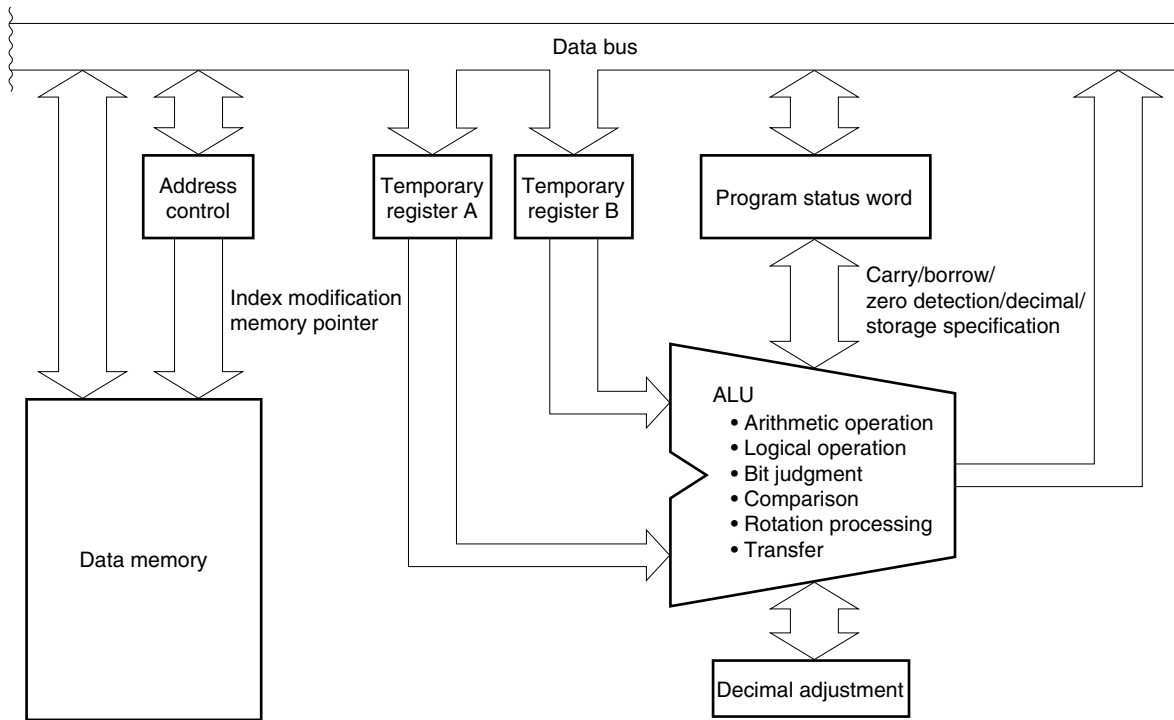 Data bus
Address
control
Temporary
register A
Temporary
register B
Program status word
Index modification
memory pointer
Carry/borrow/
zero detection/decimal/
storage specification
ALU
• Arithmetic operation
• Logical operation
• Bit judgment
• Comparison
• Rotation processing
• Transfer
Data memory
Decimal adjustment